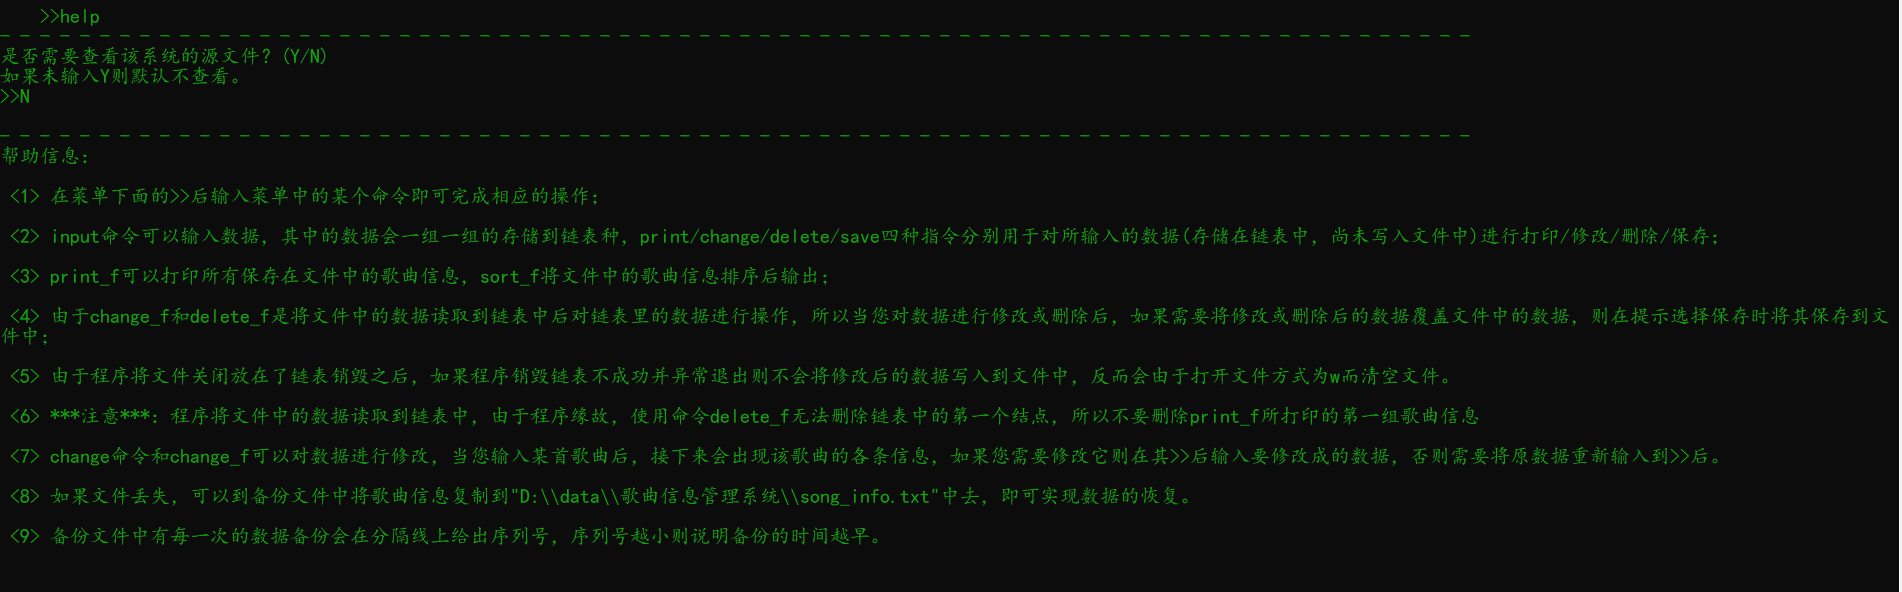 >>help
- - - - - - - - - - - - - - - - - - - - - - - - - - - - - - - - - - - - - - - - - - - - - - - - - - - - - - - - - - - - - - - - - - - - - - - - - -
是否需要查看该系统的源文件? (Y/N)
如果未输入Y则默认不查看。
>>N
- - - - - - - - - - - - - - - - - - - - - - - - - - - - - - - - - - - - - - - - - - - - - - - - - - - - - - - - - - - - - - - - - - - - - - - - - -
帮助信息:
<1> 在菜单下面的>>后输入菜单中的某个命令即可完成相应的操作;
<2> input命令可以输入数据, 其中的数据会一组一组的存储到链表种, print/change/delete/save四种指令分别用于对所输入的数据(存储在链表中, 尚未写入文件中)进行打印/修改/删除/保存;
<3> print_f可以打印所有保存在文件中的歌曲信息, sort_f将文件中的歌曲信息排序后输出;
<4> 由于change_f和delete_f是将文件中的数据读取到链表中后对链表里的数据进行操作, 所以当您对数据进行修改或删除后, 如果需要将修改或删除后的数据覆盖文件中的数据, 则在提示选择保存时将其保存到文
件中;
<5> 由于程序将文件关闭放在了链表销毁之后, 如果程序销毁链表不成功并异常退出则不会将修改后的数据写入到文件中, 反而会由于打开文件方式为w而清空文件。
<6> ***注意***: 程序将文件中的数据读取到链表中, 由于程序缘故, 使用命令delete_f无法删除链表中的第一个结点, 所以不要删除print_f所打印的第一组歌曲信息
<7> change命令和change_f可以对数据进行修改, 当您输入某首歌曲后, 接下来会出现该歌曲的各条信息, 如果您需要修改它则在其>>后输入要修改成的数据, 否则需要将原数据重新输入到>>后。
<8> 如果文件丢失, 可以到备份文件中将歌曲信息复制到"D:\\data\\歌曲信息管理系统\\song_info.txt"中去, 即可实现数据的恢复。
<9> 备份文件中有每一次的数据备份会在分隔线上给出序列号, 序列号越小则说明备份的时间越早。